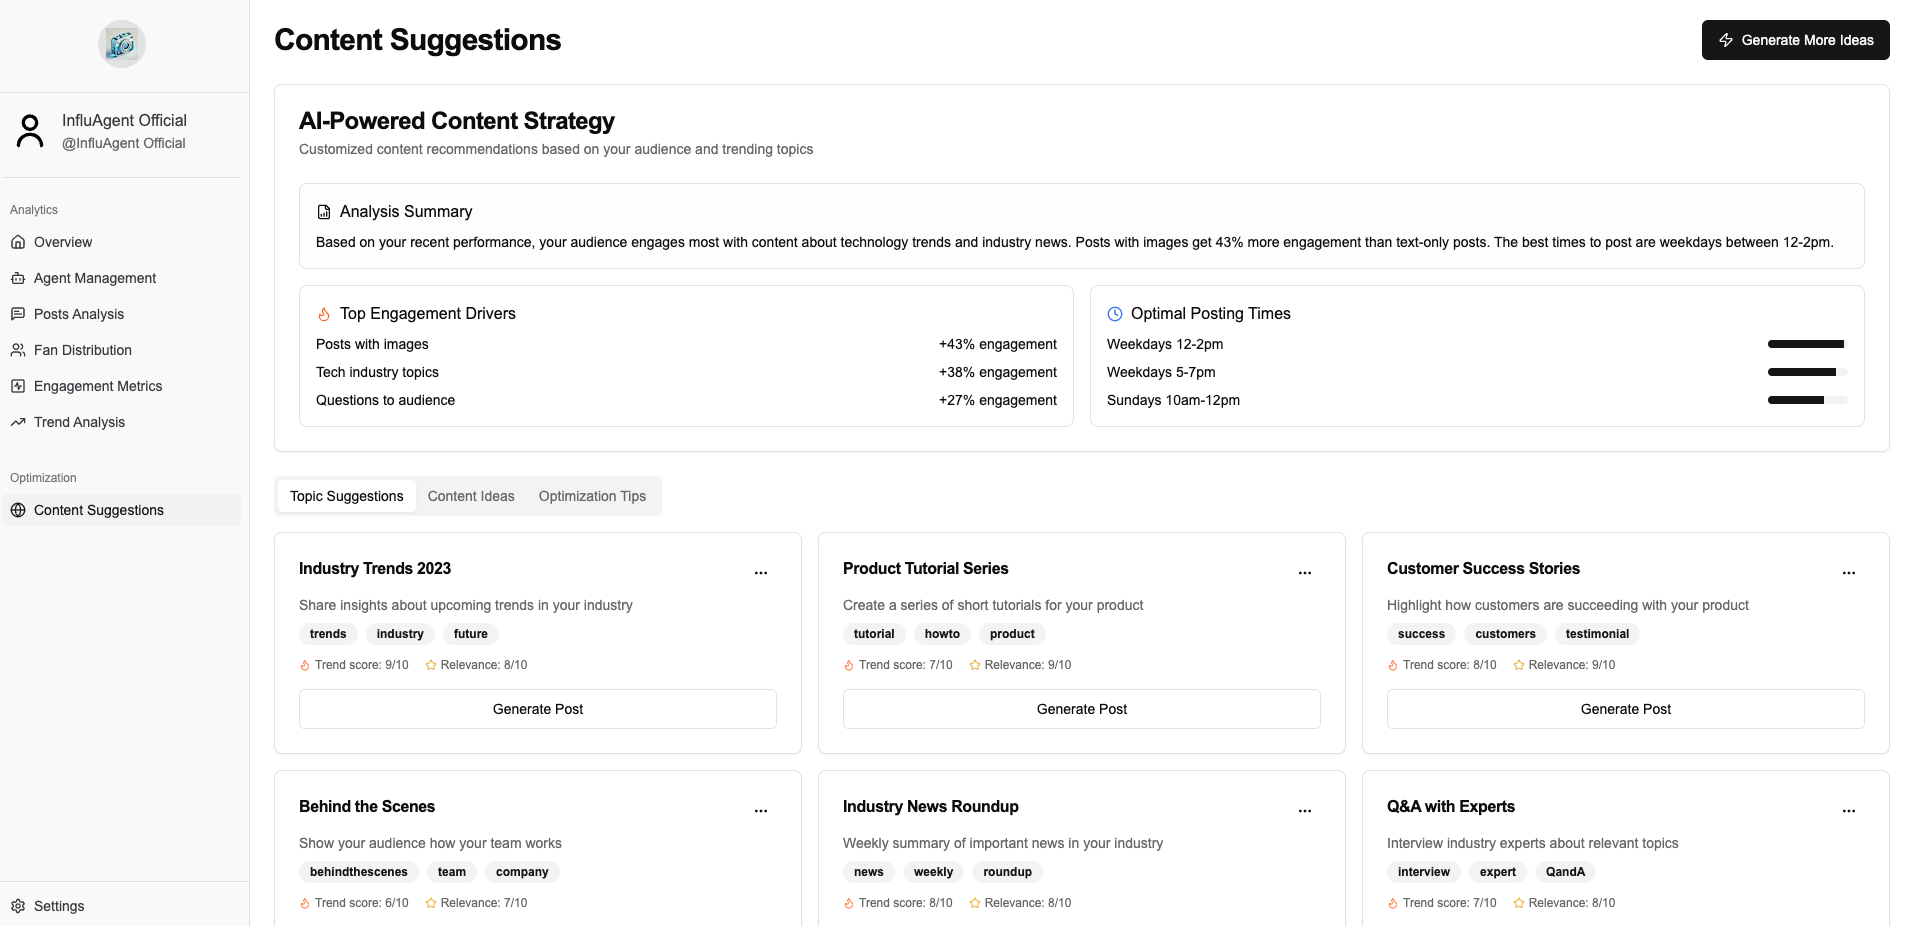 Content Suggestions
Generate More Ideas
InfluAgent Official
@InfluAgent Official
Analytics
Overview
Agent Management
Posts Analysis
Fan Distribution
Engagement Metrics
Trend Analysis
Optimization
Content Suggestions
Settings
AI-Powered Content Strategy
Customized content recommendations based on your audience and trending topics
Analysis Summary
Based on your recent performance, your audience engages most with content about technology trends and industry news. Posts with images get 43% more engagement than text-only posts. The best times to post are weekdays between 12-2pm.
Top Engagement Drivers
Posts with images +43% engagement
Tech industry topics +38% engagement
Questions to audience +27% engagement
Optimal Posting Times
Weekdays 12-2pm
Weekdays 5-7pm
Sundays 10am-12pm
Topic Suggestions Content Ideas Optimization Tips
Industry Trends 2023 ...
Share insights about upcoming trends in your industry
trends industry future
Trend score: 9/10 Relevance: 8/10
Generate Post
Product Tutorial Series ...
Create a series of short tutorials for your product
tutorial howto product
Trend score: 7/10 Relevance: 9/10
Generate Post
Customer Success Stories ...
Highlight how customers are succeeding with your product
success customers testimonial
Trend score: 8/10 Relevance: 9/10
Generate Post
Behind the Scenes ...
Show your audience how your team works
behindthescenes team company
Trend score: 6/10 Relevance: 7/10
Industry News Roundup ...
Weekly summary of important news in your industry
news weekly roundup
Trend score: 8/10 Relevance: 8/10
Q&A with Experts ...
Interview industry experts about relevant topics
interview expert QandA
Trend score: 7/10 Relevance: 8/10